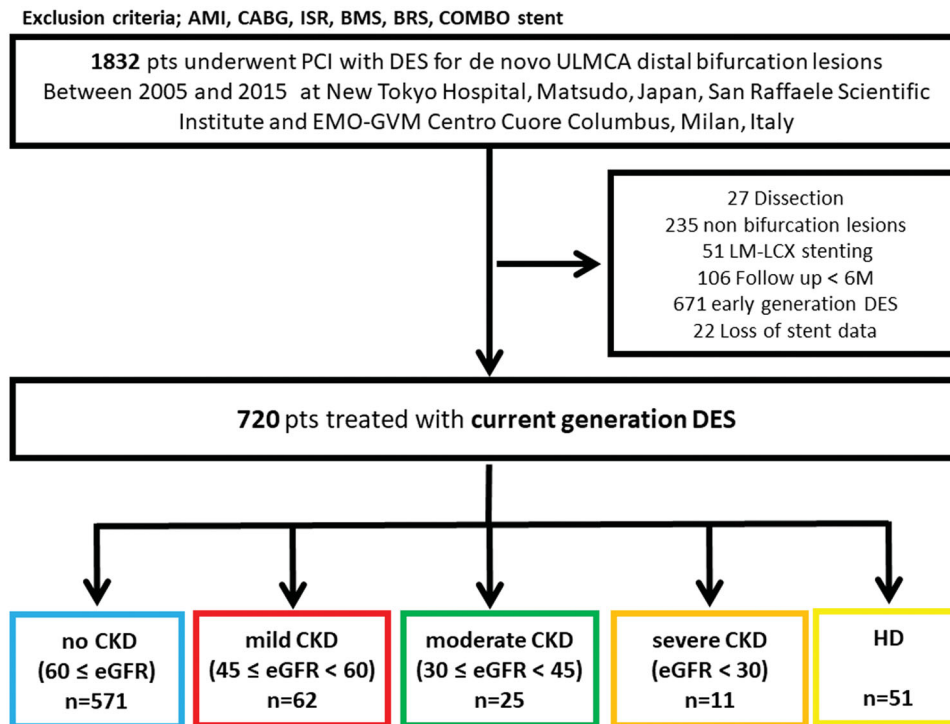 Exclusion criteria; AMI, CABG, ISR, BMS, BRS, COMBO stent
1832 pts underwent PCI with DES for de novo ULMCA distal bifurcation lesions
Between 2005 and 2015 at New Tokyo Hospital, Matsudo, Japan, San Raffaele Scientific
Institute and EMO-GVM Centro Cuore Columbus, Milan, Italy
27 Dissection
235 non bifurcation lesions
51 LM-LCX stenting
106 Follow up < 6M
671 early generation DES
22 Loss of stent data
720 pts treated with current generation DES
no CKD
(60 ≤ eGFR)
n=571
mild CKD
(45 ≤ eGFR < 60)
n=62
moderate CKD
(30 ≤ eGFR < 45)
n=25
severe CKD
(eGFR < 30)
n=11
HD
n=51